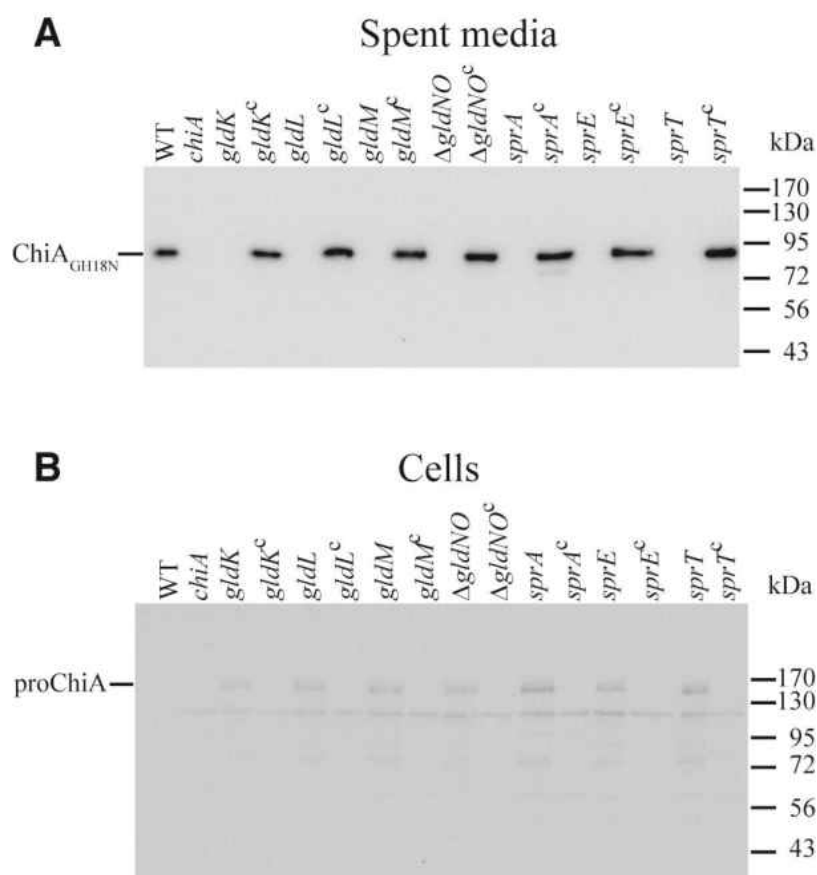 A
Spent media
WT chiA gldK gldKᶜ gldL gldLᶜ gldM gldMᶜ ΔgldNO ΔgldNOᶜ sprA sprAᶜ sprE sprEᶜ sprT sprTᶜ
kDa
170
130
ChiA_GH18N
95
72
56
43
B
Cells
WT chiA gldK gldKᶜ gldL gldLᶜ gldM gldMᶜ ΔgldNO ΔgldNOᶜ sprA sprAᶜ sprE sprEᶜ sprT sprTᶜ
kDa
proChiA
170
130
95
72
56
43